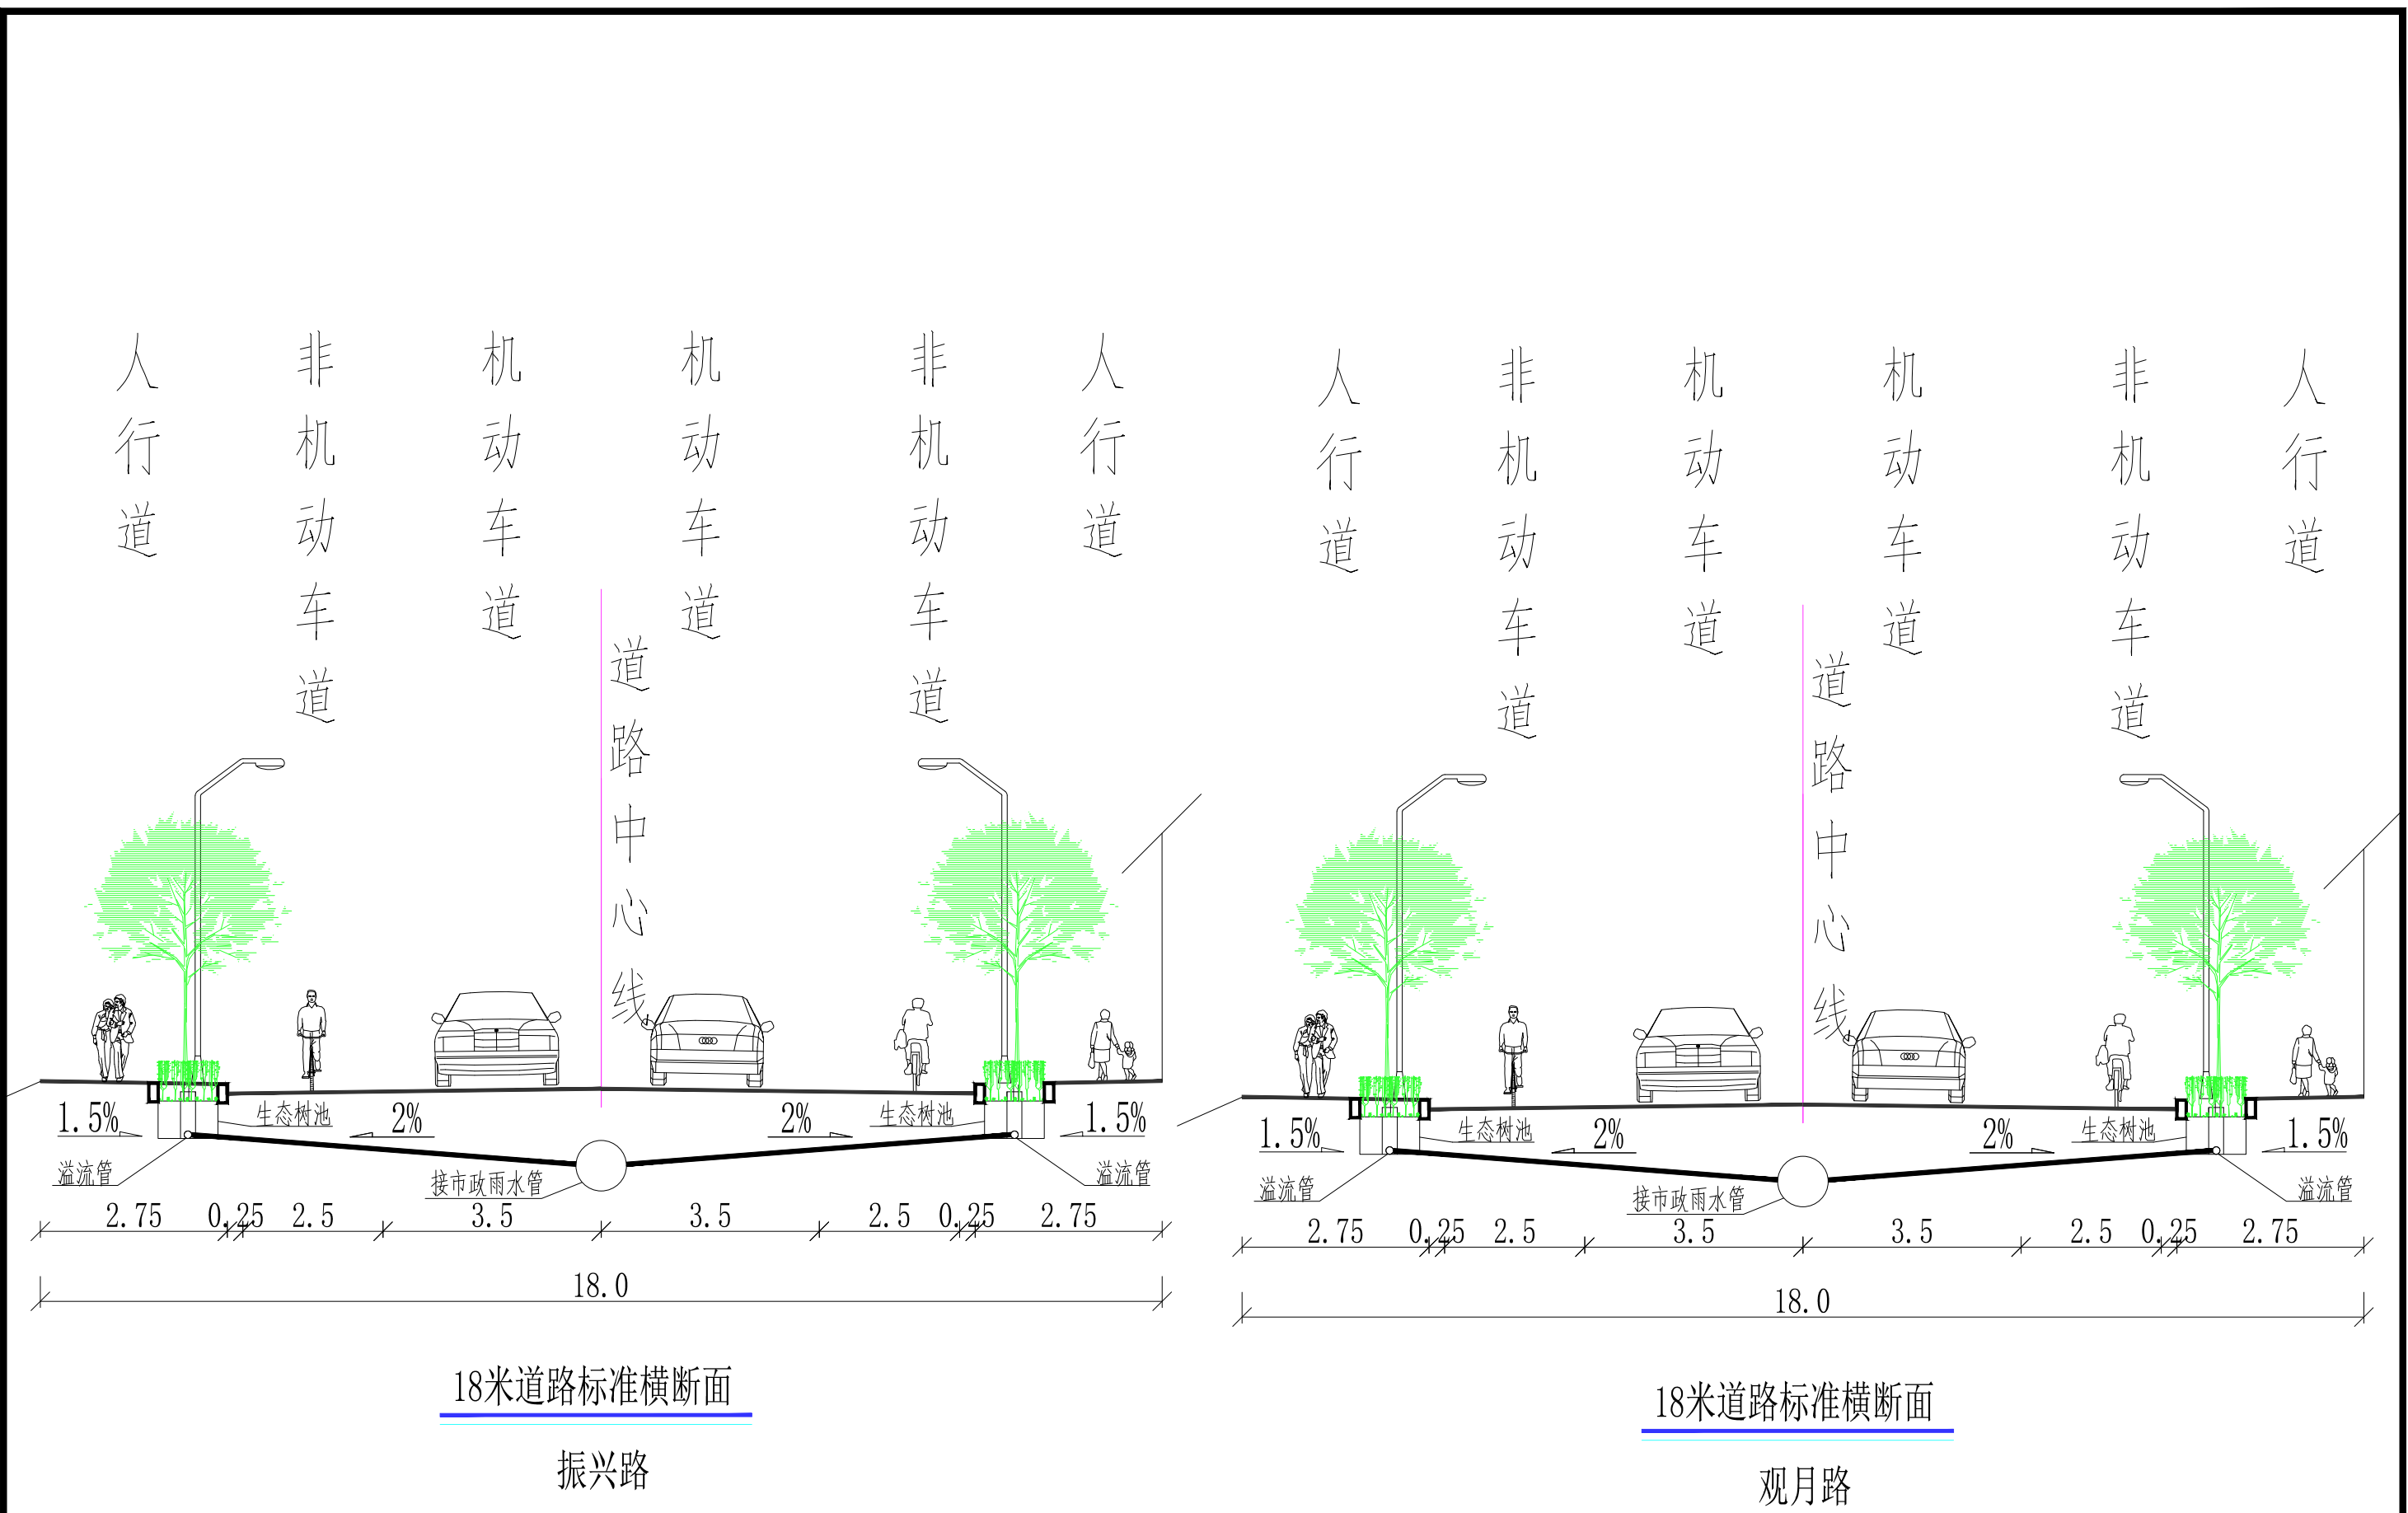 人行道
非机动车道
机动车道
机动车道
非机动车道
人行道
道路中心线
1.5%
生态树池
2%
2%
生态树池
1.5%
溢流管
接市政雨水管
溢流管
2.75
0.25
2.5
3.5
3.5
2.5
0.25
2.75
18.0
18米道路标准横断面
振兴路
人行道
非机动车道
机动车道
机动车道
非机动车道
人行道
道路中心线
1.5%
生态树池
2%
2%
生态树池
1.5%
溢流管
接市政雨水管
溢流管
2.75
0.25
2.5
3.5
3.5
2.5
0.25
2.75
18.0
18米道路标准横断面
观月路